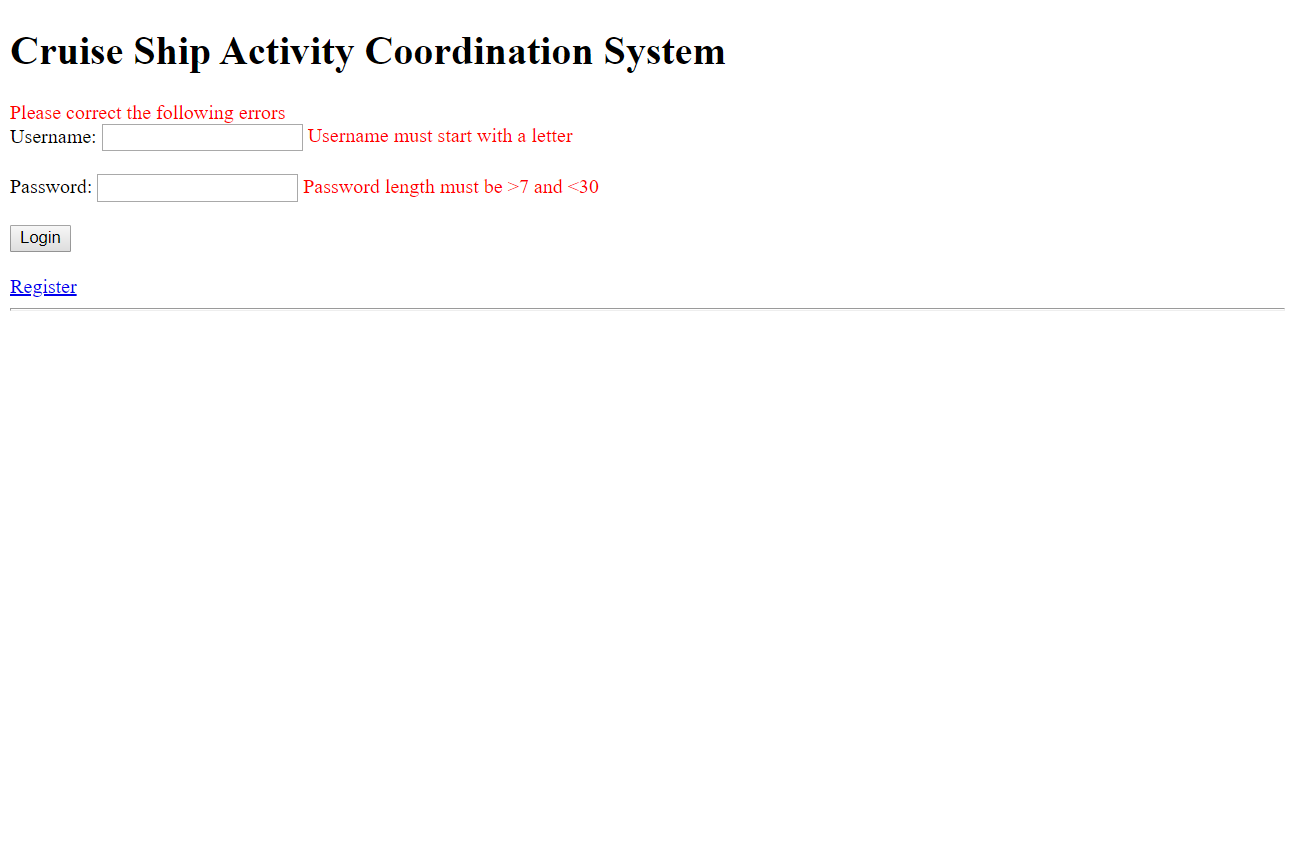 Cruise Ship Activity Coordination System
Please correct the following errors
Username: Username must start with a letter
Password: Password length must be >7 and <30
Login
Register